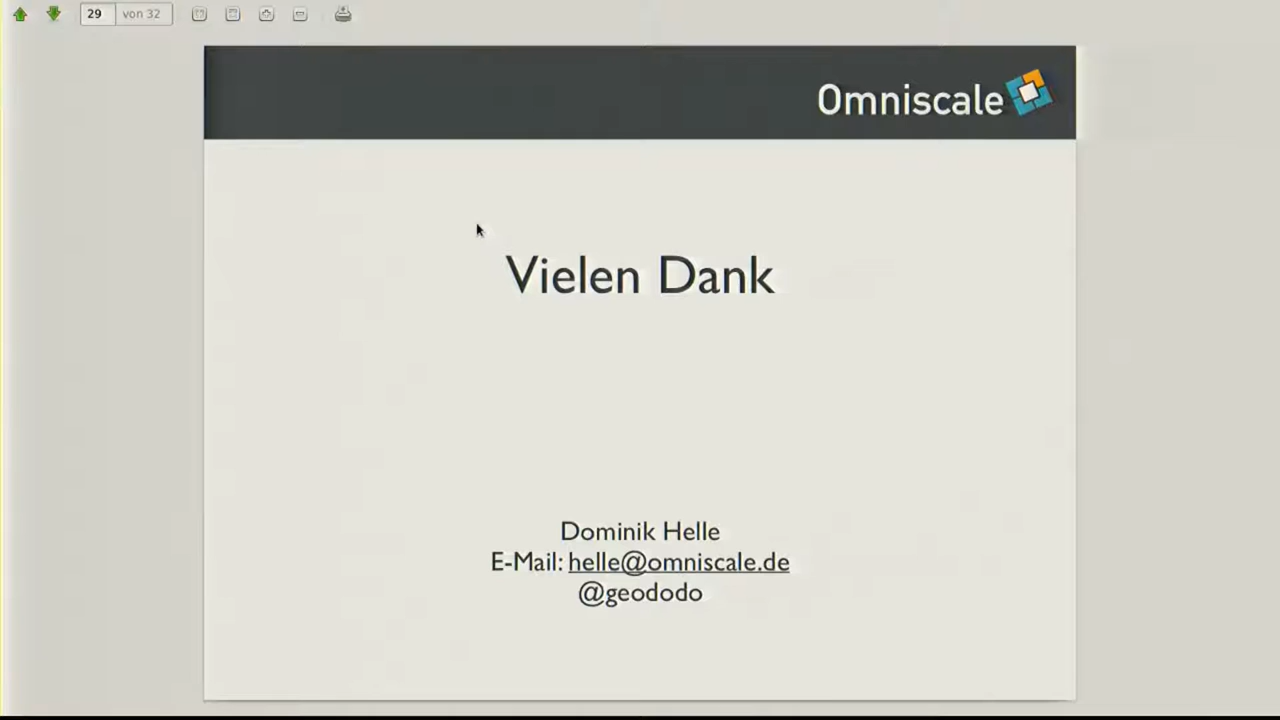 29 von 32
Omniscale
Vielen Dank
Dominik Helle
E-Mail: helle@omniscale.de
@geododo